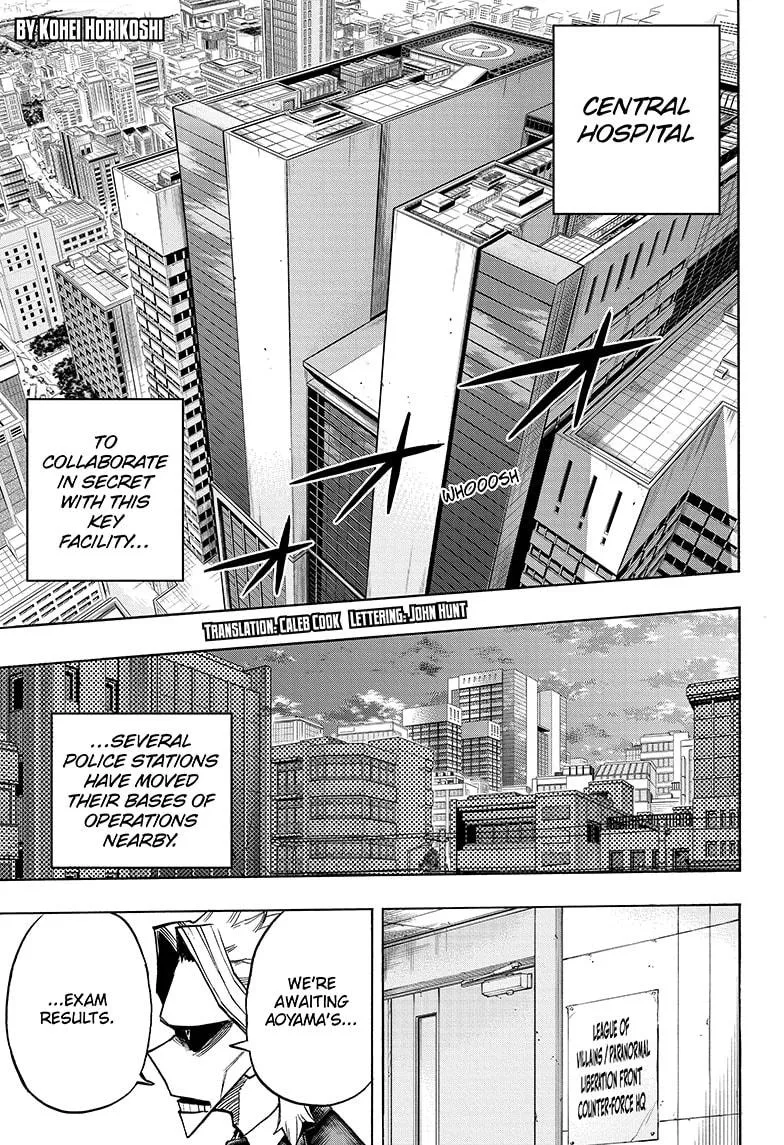 BY KOHEI HORIKOSHI
CENTRAL
HOSPITAL
TO
COLLABORATE
IN SECRET
WITH THIS
KEY
FACILITY...
WHOOOSH
TRANSLATION: CALEB COOK LETTERING: JOHN HUNT
...SEVERAL
POLICE STATIONS
HAVE MOVED
THEIR BASES OF
OPERATIONS
NEARBY.
LEAGUE OF
VILLAINS / PARANORMAL
LIBERATION FRONT
COUNTER-FORCE HQ
WE'RE
AWAITING
AOYAMA'S...
...EXAM
RESULTS.
R